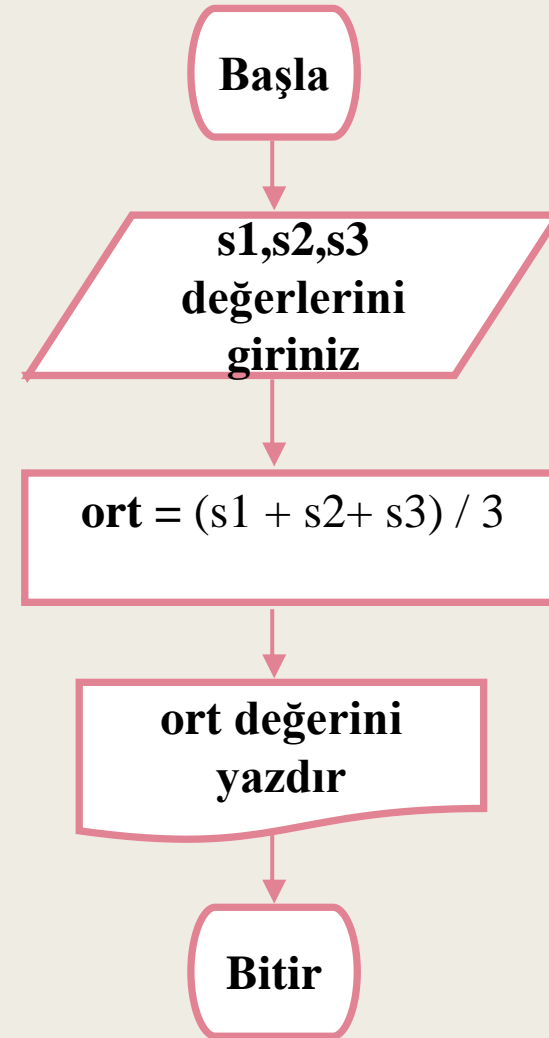 Başla
s1,s2,s3
değerlerini
giriniz
ort = (s1 + s2+ s3) / 3
ort değerini
yazdır
Bitir